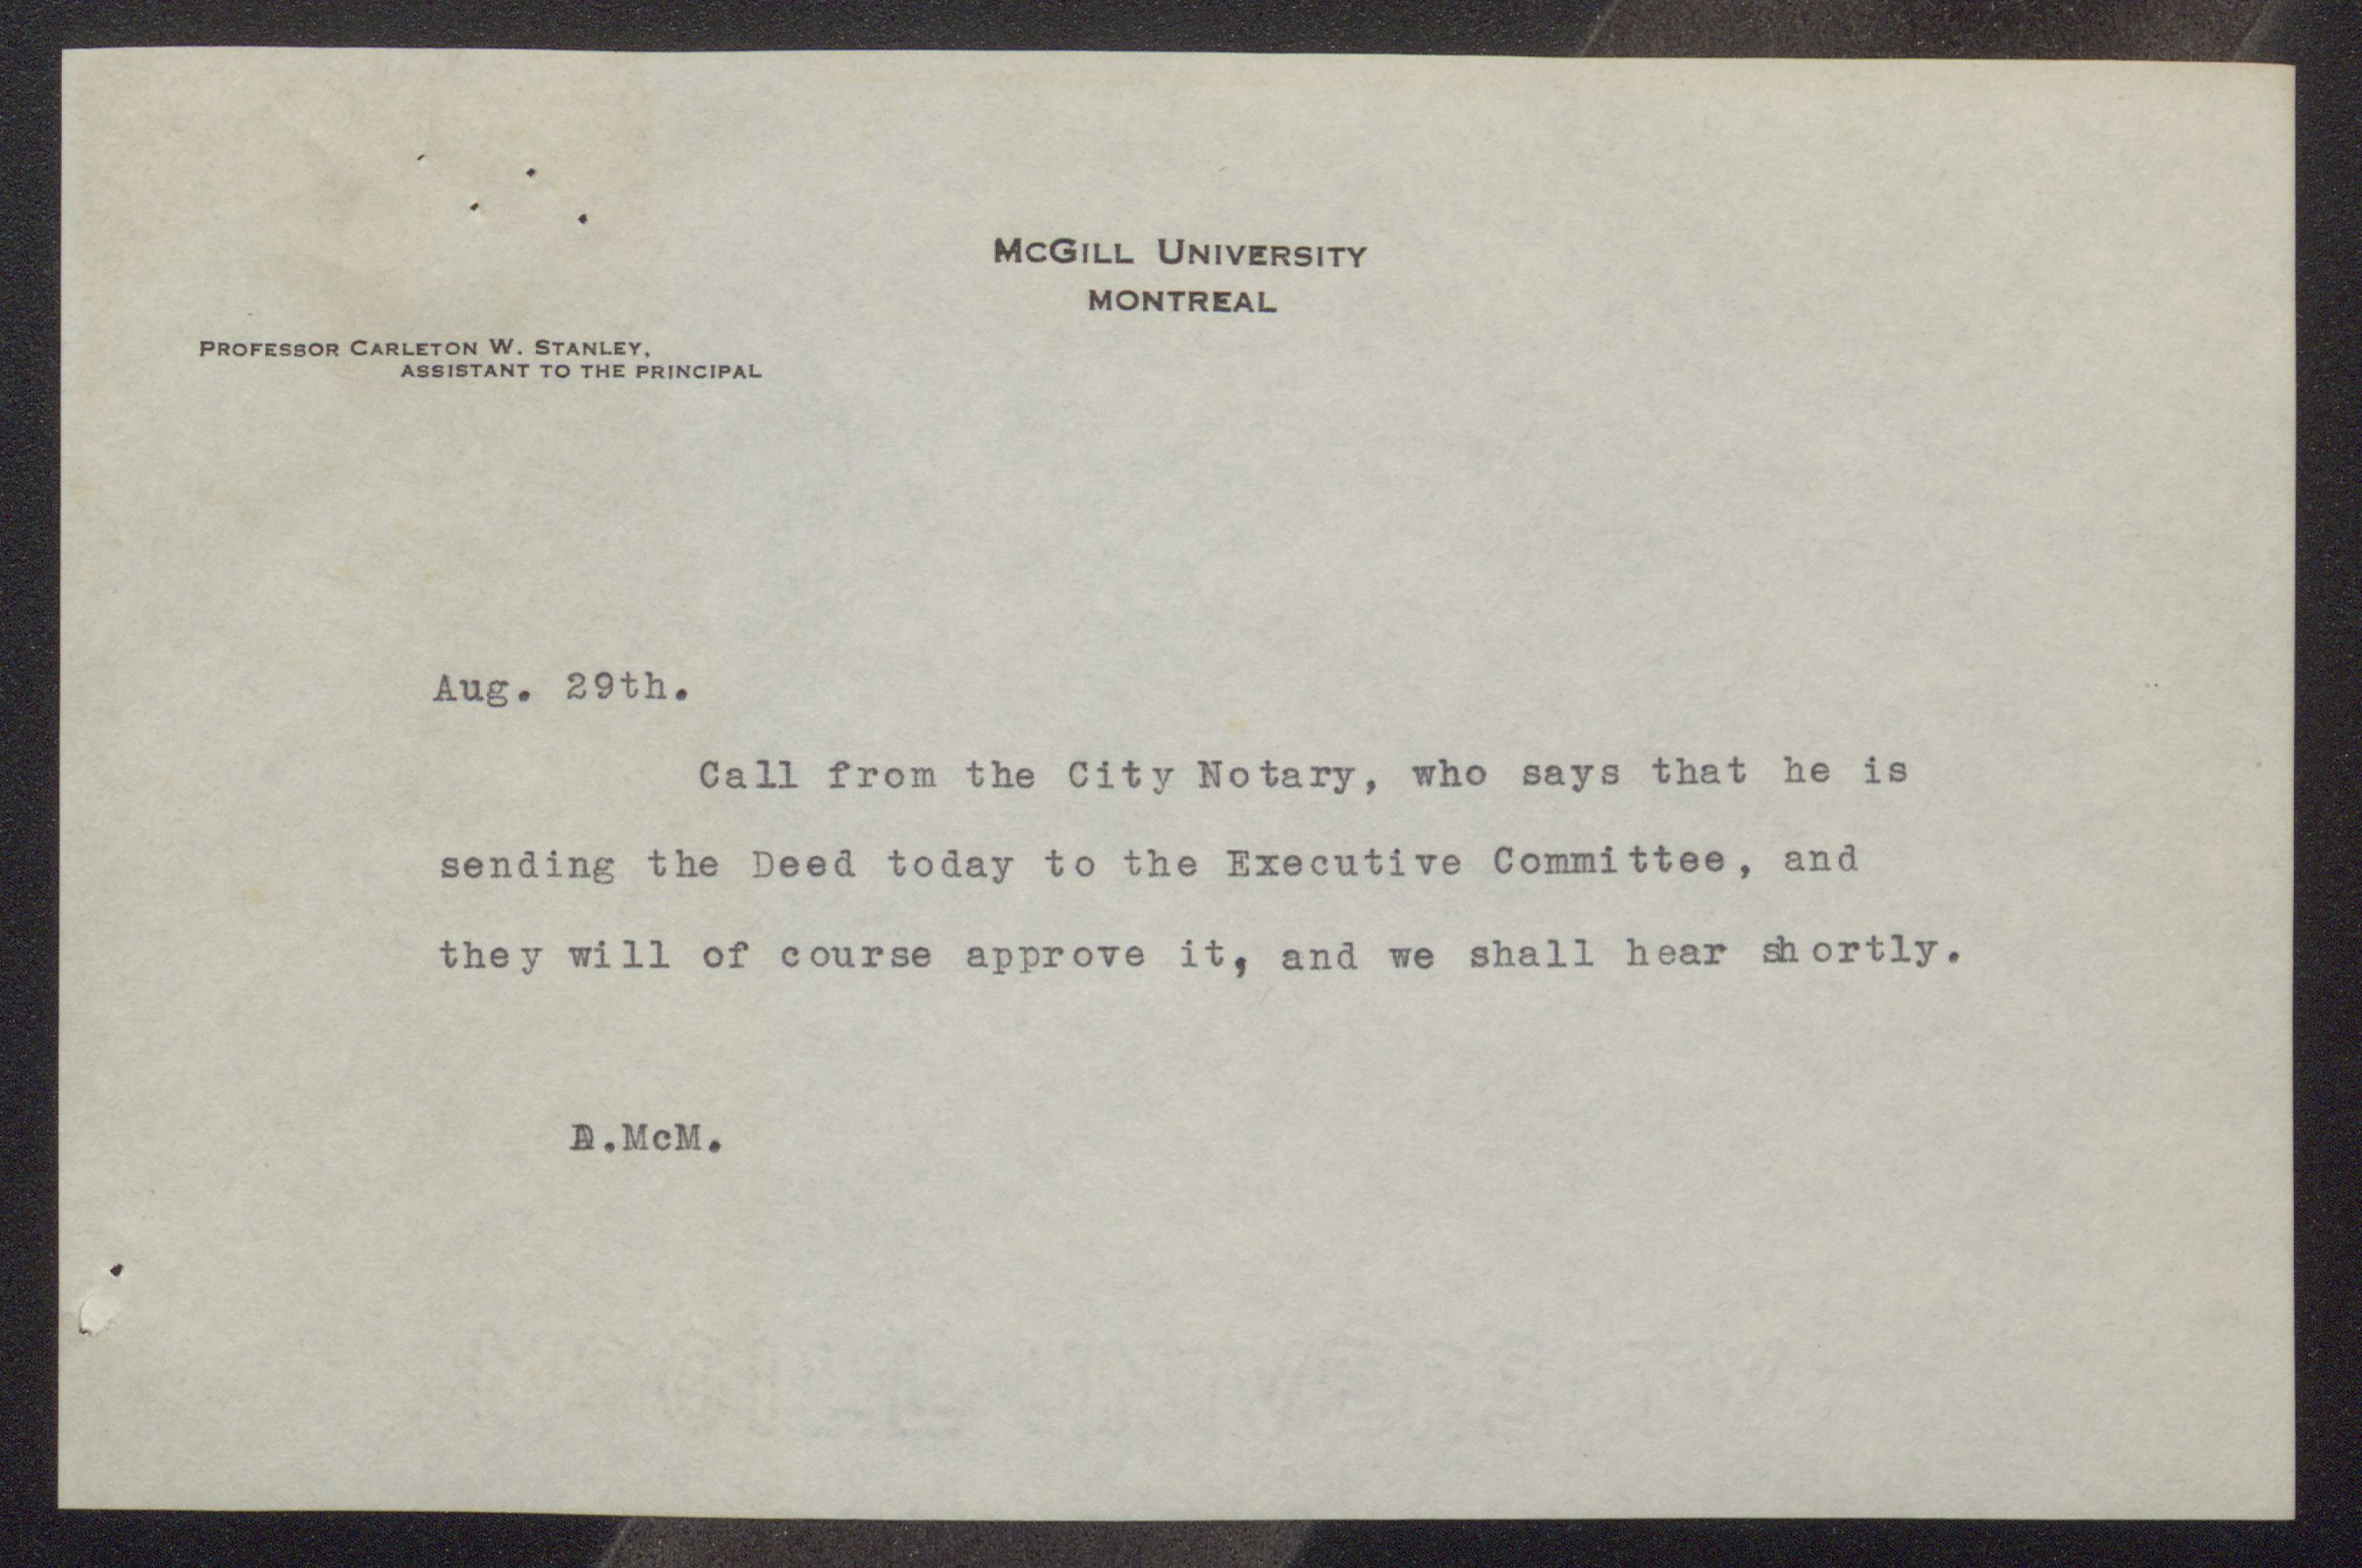 McGill University
MONTREAL
Professor Carleton W. Stanley,
Assistant to the Principal
Aug. 29th.
Call from the City Notary, who says that he is
sending the Deed today to the Executive Committee, and
they will of course approve it, and we shall hear shortly.
D.McM.